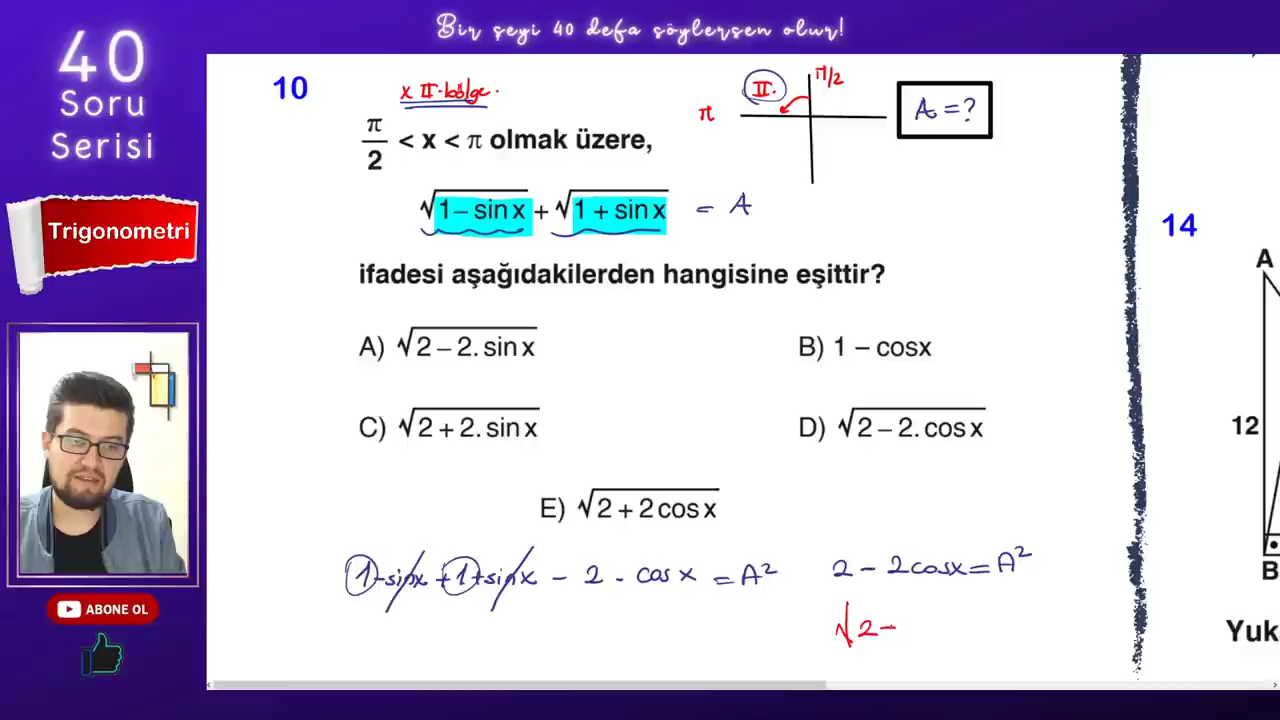 Bir şeyi 40 defa söylersen olur!
40
Soru
Serisi
Trigonometri
ABONE OL
10
x II. bölge.
π/2 < x < π olmak üzere,
√(1 – sin x) + √(1 + sin x) = A
ifadesi aşağıdakilerden hangisine eşittir?
A) √(2 – 2. sin x)
B) 1 – cosx
C) √(2 + 2. sin x)
D) √(2 – 2. cos x)
E) √(2 + 2 cos x)
1 - sinx + 1 + sinx - 2 . cos x = A²
2 - 2cosx = A²
√2 -
II.
π/2
π
A = ?
14
A
12
B
Yuk